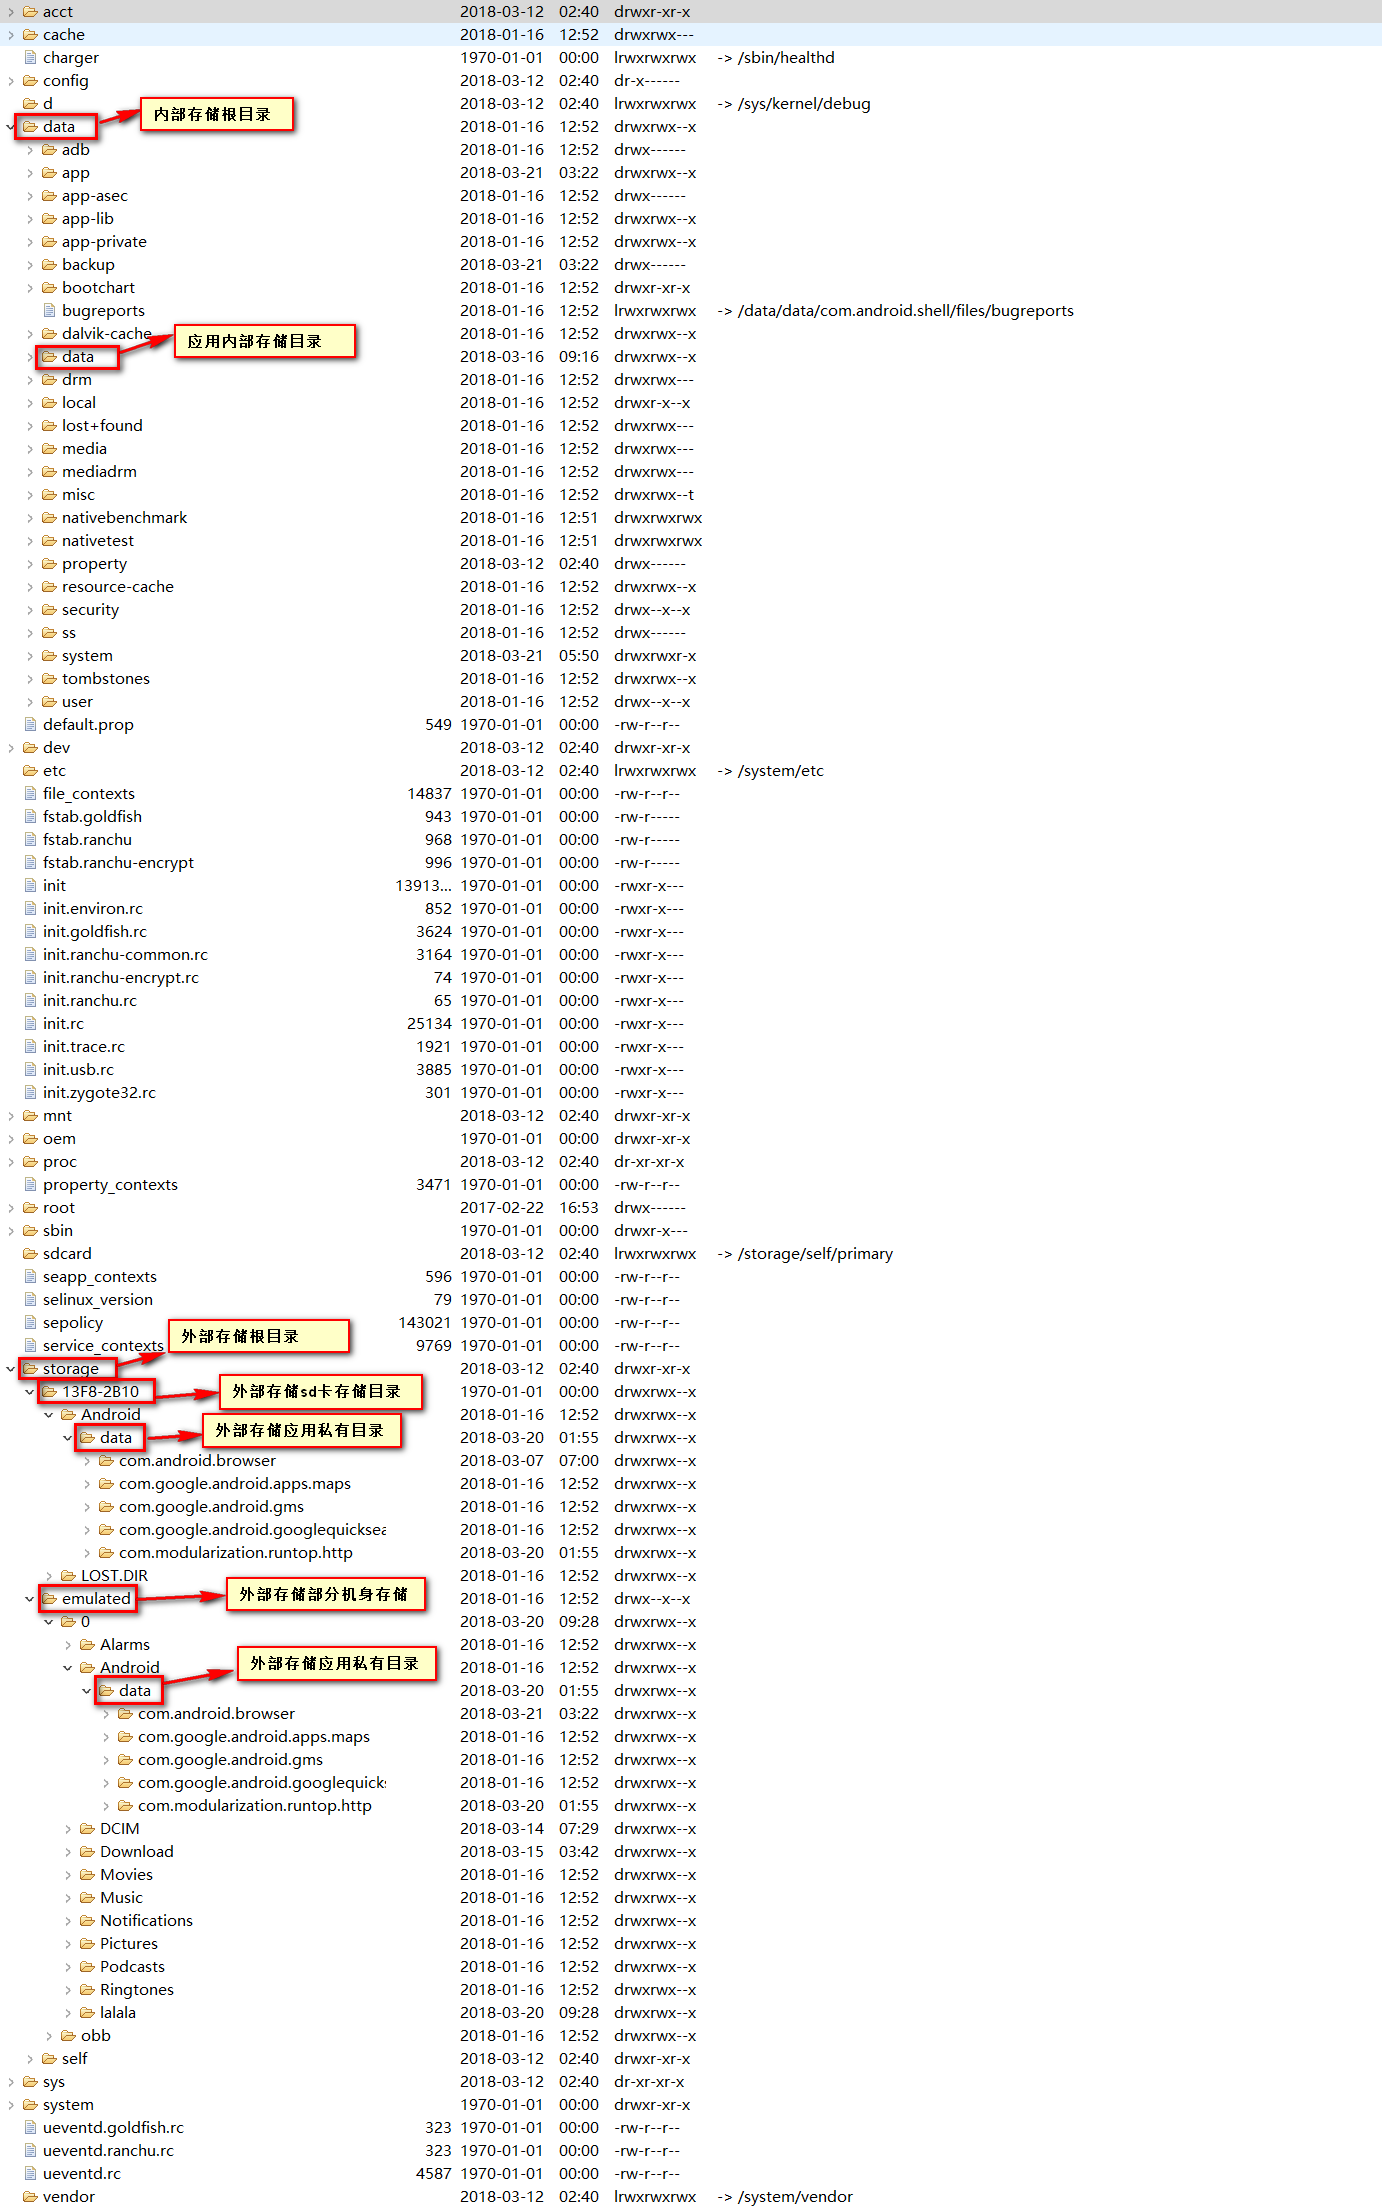 acct 2018-03-12 02:40 drwxr-xr-x
cache 2018-01-16 12:52 drwxrwx---
charger 1970-01-01 00:00 lrwxrwxrwx -> /sbin/healthd
config 2018-03-12 02:40 dr-x------
d 2018-03-12 02:40 lrwxrwxrwx -> /sys/kernel/debug
内部存储根目录
data 2018-01-16 12:52 drwxrwx--x
adb 2018-01-16 12:52 drwx------
app 2018-03-21 03:22 drwxrwx--x
app-asec 2018-01-16 12:52 drwx------
app-lib 2018-01-16 12:52 drwxrwx--x
app-private 2018-01-16 12:52 drwxrwx--x
backup 2018-03-21 03:22 drwx------
bootchart 2018-01-16 12:52 drwxr-xr-x
bugreports 2018-01-16 12:52 lrwxrwxrwx -> /data/data/com.android.shell/files/bugreports
dalvik-cache 2018-01-16 12:52 drwxrwx--x
应用内部存储目录
data 2018-03-16 09:16 drwxrwx--x
drm 2018-01-16 12:52 drwxrwx---
local 2018-01-16 12:52 drwxr-x--x
lost+found 2018-01-16 12:52 drwxrwx---
media 2018-01-16 12:52 drwxrwx---
mediadrm 2018-01-16 12:52 drwxrwx---
misc 2018-01-16 12:52 drwxrwx--t
nativebenchmark 2018-01-16 12:51 drwxrwxrwx
nativetest 2018-01-16 12:51 drwxrwxrwx
property 2018-03-12 02:40 drwx------
resource-cache 2018-01-16 12:52 drwxrwx--x
security 2018-01-16 12:52 drwx--x--x
ss 2018-01-16 12:52 drwx------
system 2018-03-21 05:50 drwxrwxr-x
tombstones 2018-01-16 12:52 drwxrwx--x
user 2018-01-16 12:52 drwx--x--x
default.prop 549 1970-01-01 00:00 -rw-r--r--
dev 2018-03-12 02:40 drwxr-xr-x
etc 2018-03-12 02:40 lrwxrwxrwx -> /system/etc
file_contexts 14837 1970-01-01 00:00 -rw-r--r--
fstab.goldfish 943 1970-01-01 00:00 -rw-r-----
fstab.ranchu 968 1970-01-01 00:00 -rw-r-----
fstab.ranchu-encrypt 996 1970-01-01 00:00 -rw-r-----
init 13913... 1970-01-01 00:00 -rwxr-x---
init.environ.rc 852 1970-01-01 00:00 -rwxr-x---
init.goldfish.rc 3624 1970-01-01 00:00 -rwxr-x---
init.ranchu-common.rc 3164 1970-01-01 00:00 -rwxr-x---
init.ranchu-encrypt.rc 74 1970-01-01 00:00 -rwxr-x---
init.ranchu.rc 65 1970-01-01 00:00 -rwxr-x---
init.rc 25134 1970-01-01 00:00 -rwxr-x---
init.trace.rc 1921 1970-01-01 00:00 -rwxr-x---
init.usb.rc 3885 1970-01-01 00:00 -rwxr-x---
init.zygote32.rc 301 1970-01-01 00:00 -rwxr-x---
mnt 2018-03-12 02:40 drwxr-xr-x
oem 1970-01-01 00:00 drwxr-xr-x
proc 2018-03-12 02:40 dr-xr-xr-x
property_contexts 3471 1970-01-01 00:00 -rw-r--r--
root 2017-02-22 16:53 drwx------
sbin 1970-01-01 00:00 drwxr-x---
sdcard 2018-03-12 02:40 lrwxrwxrwx -> /storage/self/primary
seapp_contexts 596 1970-01-01 00:00 -rw-r--r--
selinux_version 79 1970-01-01 00:00 -rw-r--r--
sepolicy 143021 1970-01-01 00:00 -rw-r--r--
外部存储根目录
service_contexts 9769 1970-01-01 00:00 -rw-r--r--
storage 2018-03-12 02:40 drwxr-xr-x
13F8-2B10 外部存储sd卡存储目录 1970-01-01 00:00 drwxrwx--x
Android 2018-01-16 12:52 drwxrwx--x
data 外部存储应用私有目录 2018-03-20 01:55 drwxrwx--x
com.android.browser 2018-03-07 07:00 drwxrwx--x
com.google.android.apps.maps 2018-01-16 12:52 drwxrwx--x
com.google.android.gms 2018-01-16 12:52 drwxrwx--x
com.google.android.googlequicksea 2018-01-16 12:52 drwxrwx--x
com.modularization.runtop.http 2018-03-20 01:55 drwxrwx--x
LOST.DIR 2018-01-16 12:52 drwxrwx--x
emulated 外部存储部分机身存储 2018-01-16 12:52 drwx--x--x
0 2018-03-20 09:28 drwxrwx--x
Alarms 2018-01-16 12:52 drwxrwx--x
Android 外部存储应用私有目录 2018-01-16 12:52 drwxrwx--x
data 2018-03-20 01:55 drwxrwx--x
com.android.browser 2018-03-21 03:22 drwxrwx--x
com.google.android.apps.maps 2018-01-16 12:52 drwxrwx--x
com.google.android.gms 2018-01-16 12:52 drwxrwx--x
com.google.android.googlequicks 2018-01-16 12:52 drwxrwx--x
com.modularization.runtop.http 2018-03-20 01:55 drwxrwx--x
DCIM 2018-03-14 07:29 drwxrwx--x
Download 2018-03-15 03:42 drwxrwx--x
Movies 2018-01-16 12:52 drwxrwx--x
Music 2018-01-16 12:52 drwxrwx--x
Notifications 2018-01-16 12:52 drwxrwx--x
Pictures 2018-01-16 12:52 drwxrwx--x
Podcasts 2018-01-16 12:52 drwxrwx--x
Ringtones 2018-01-16 12:52 drwxrwx--x
lalala 2018-03-20 09:28 drwxrwx--x
obb 2018-01-16 12:52 drwxrwx--x
self 2018-03-12 02:40 drwxr-xr-x
sys 2018-03-12 02:40 dr-xr-xr-x
system 1970-01-01 00:00 drwxr-xr-x
ueventd.goldfish.rc 323 1970-01-01 00:00 -rw-r--r--
ueventd.ranchu.rc 323 1970-01-01 00:00 -rw-r--r--
ueventd.rc 4587 1970-01-01 00:00 -rw-r--r--
vendor 2018-03-12 02:40 lrwxrwxrwx -> /system/vendor